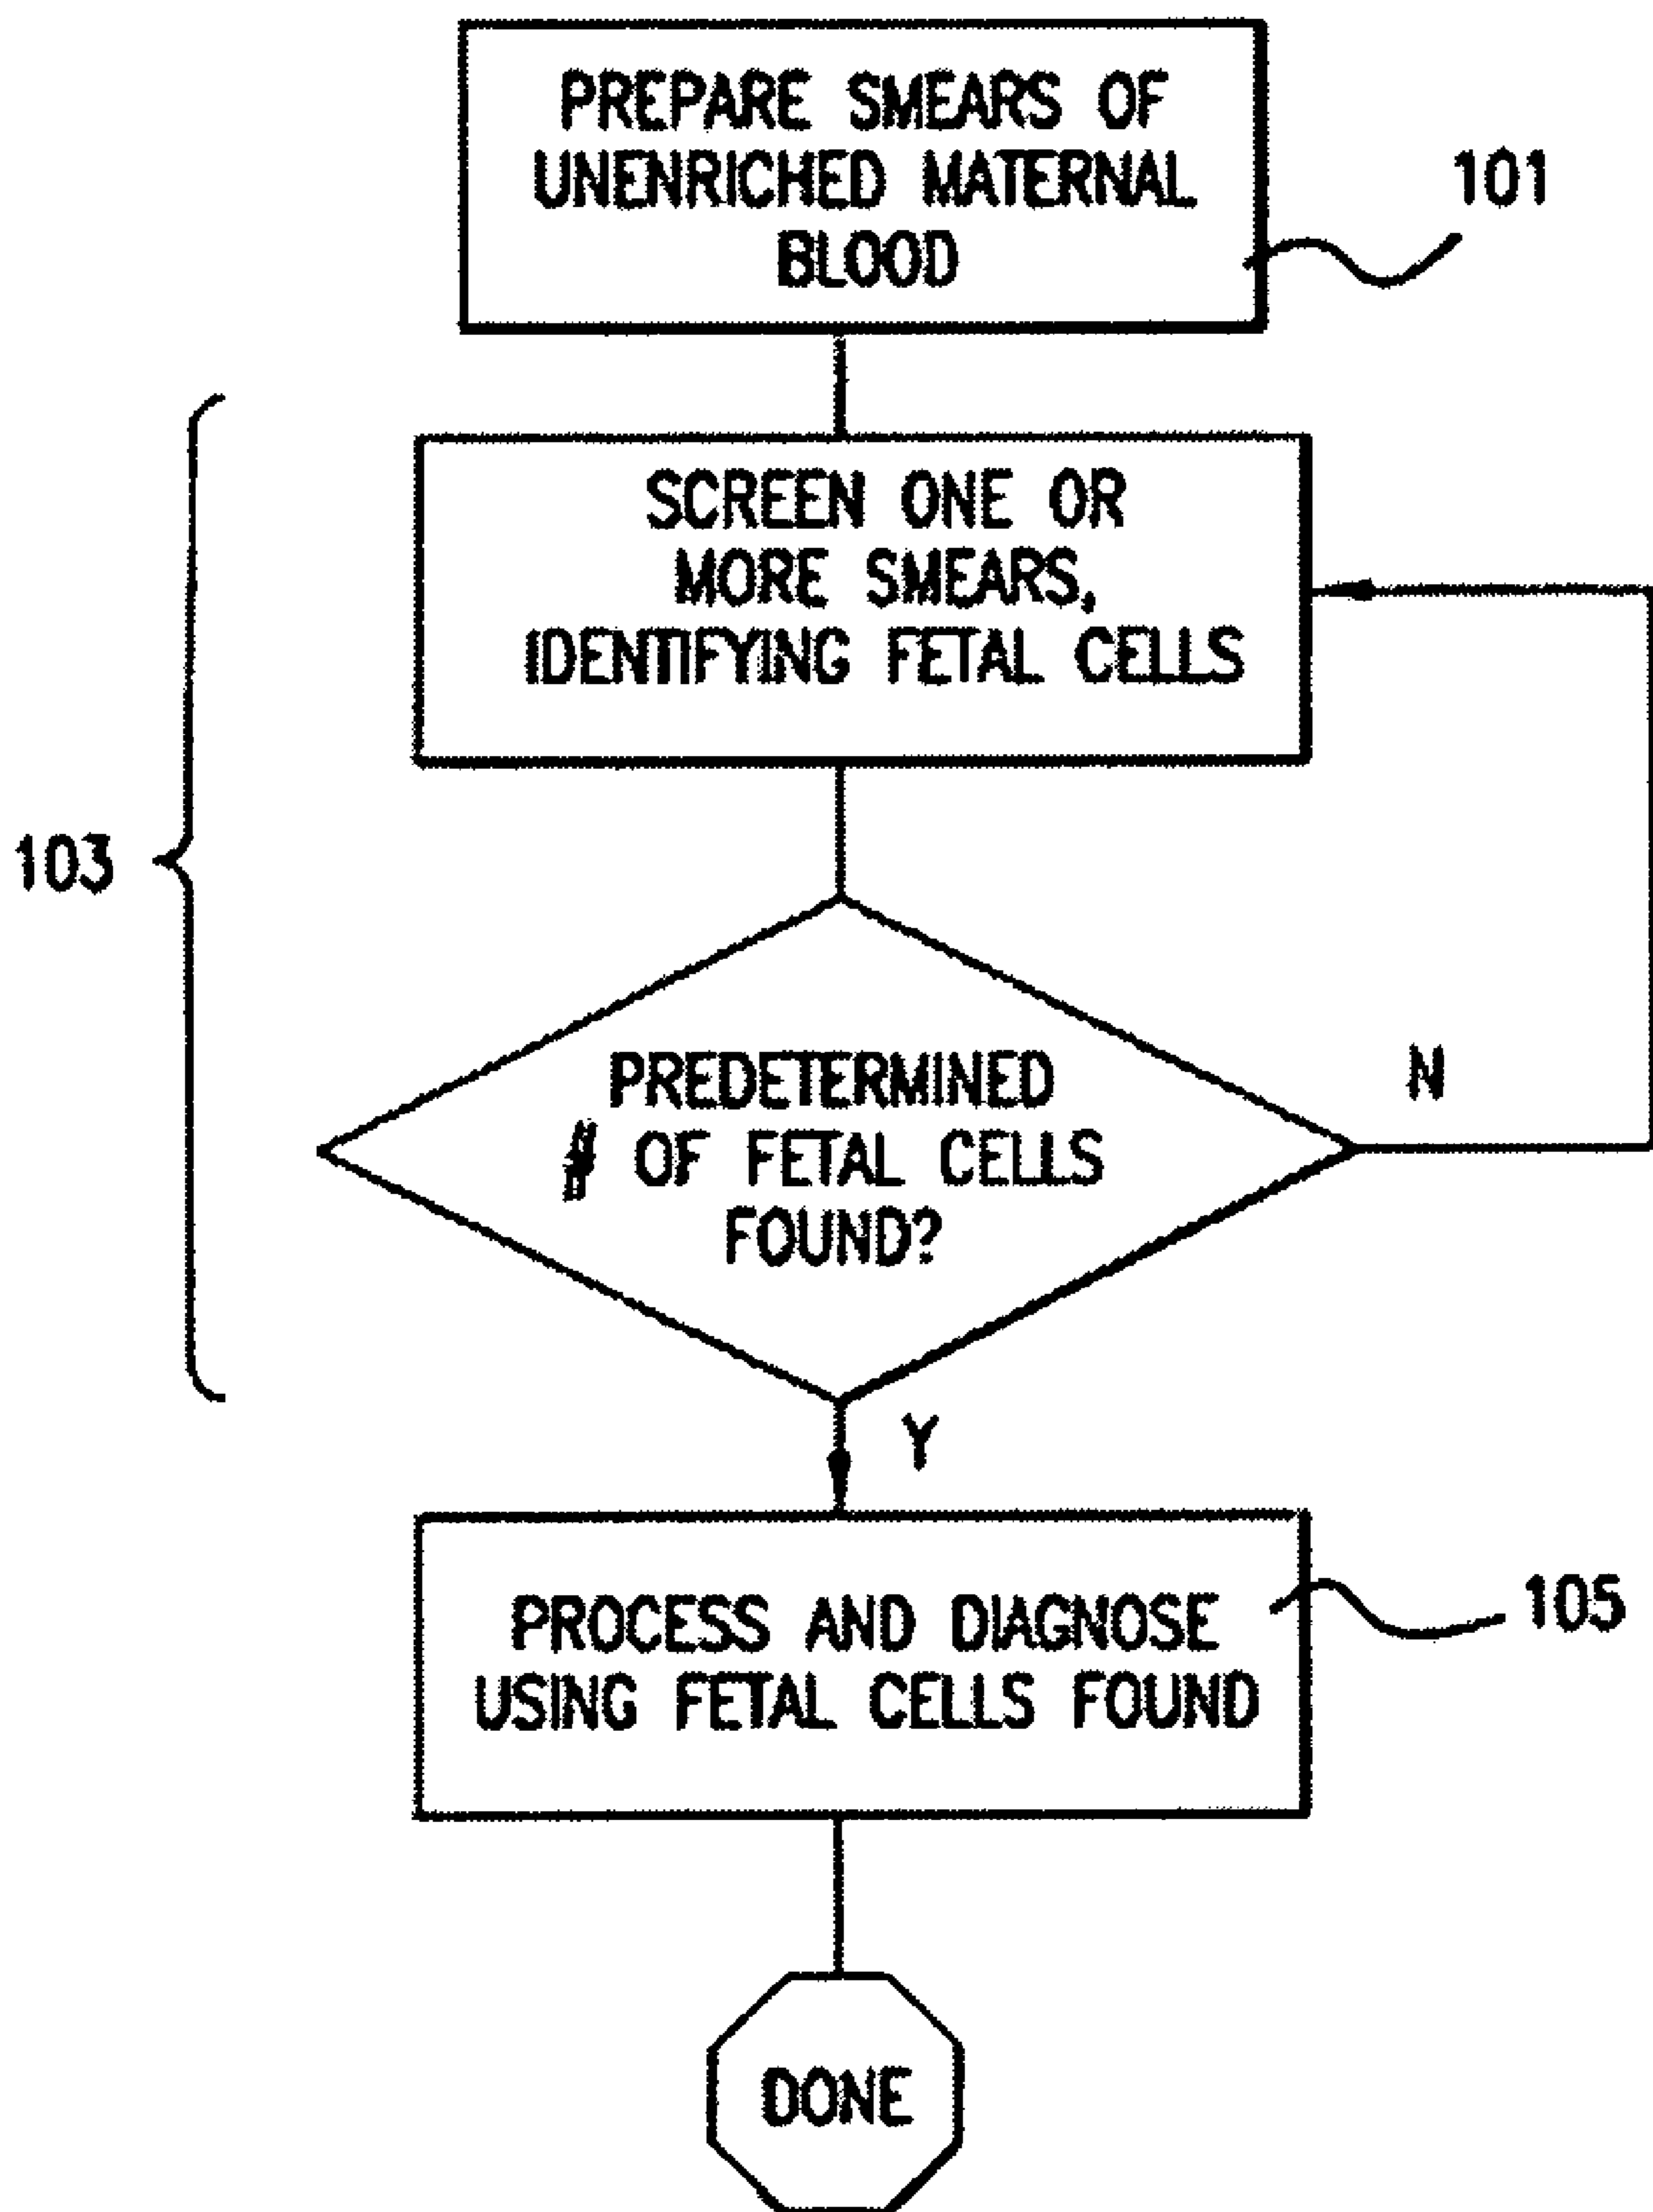 PREPARE SMEARS OF
UNENRICHED MATERNAL
BLOOD
101
SCREEN ONE OR
MORE SMEARS,
IDENTIFYING FETAL CELLS
103
PREDETERMINED
# OF FETAL CELLS
FOUND?
N
Y
PROCESS AND DIAGNOSE
USING FETAL CELLS FOUND
105
DONE